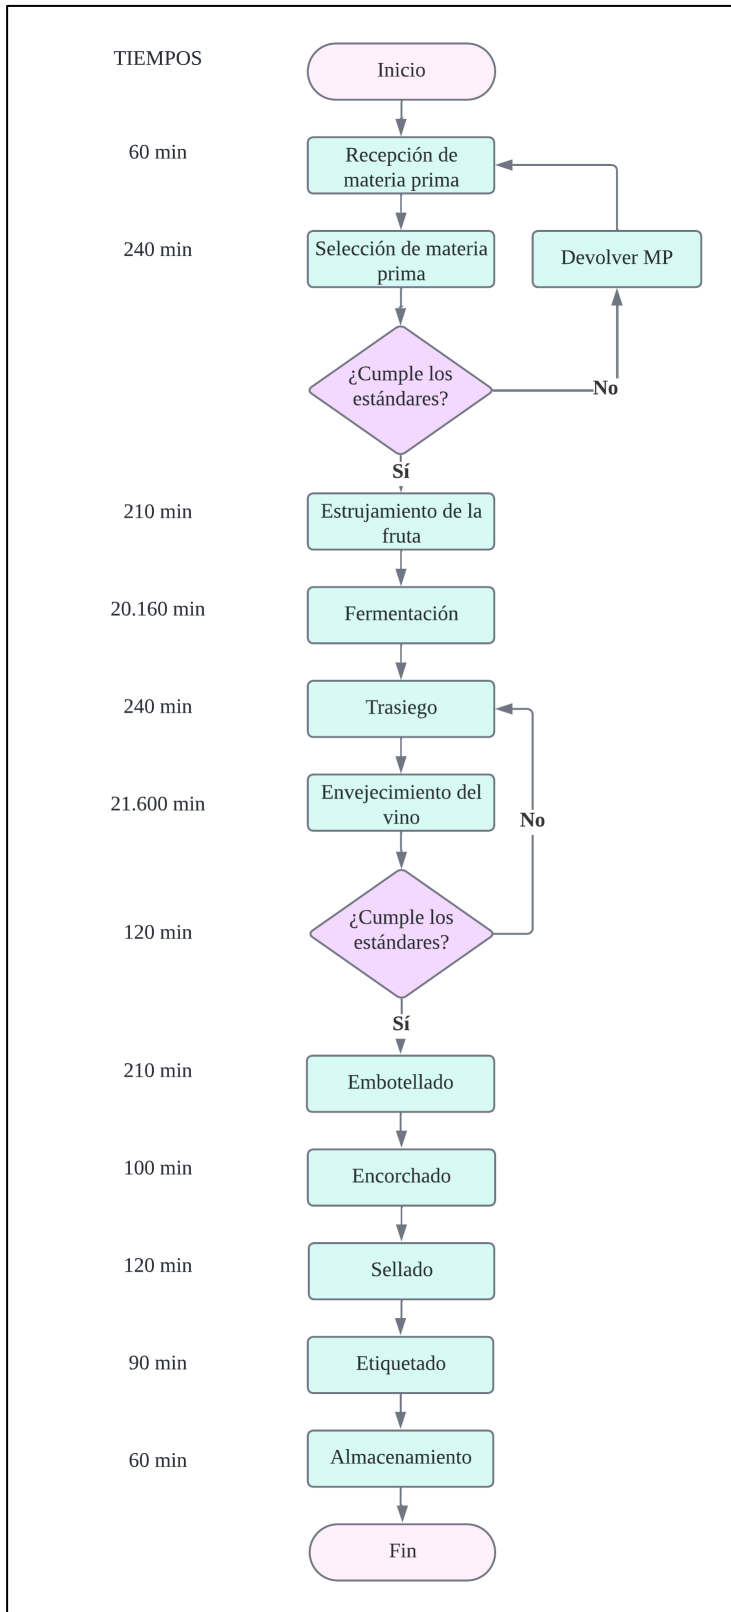 TIEMPOS
Inicio
60 min
Recepción de
materia prima
240 min
Selección de materia
prima
Devolver MP
¿Cumple los
estándares?
No
Sí
210 min
Estrujamiento de la
fruta
20.160 min
Fermentación
240 min
Trasiego
21.600 min
Envejecimiento del
vino
No
120 min
¿Cumple los
estándares?
Sí
210 min
Embotellado
100 min
Encorchado
120 min
Sellado
90 min
Etiquetado
60 min
Almacenamiento
Fin